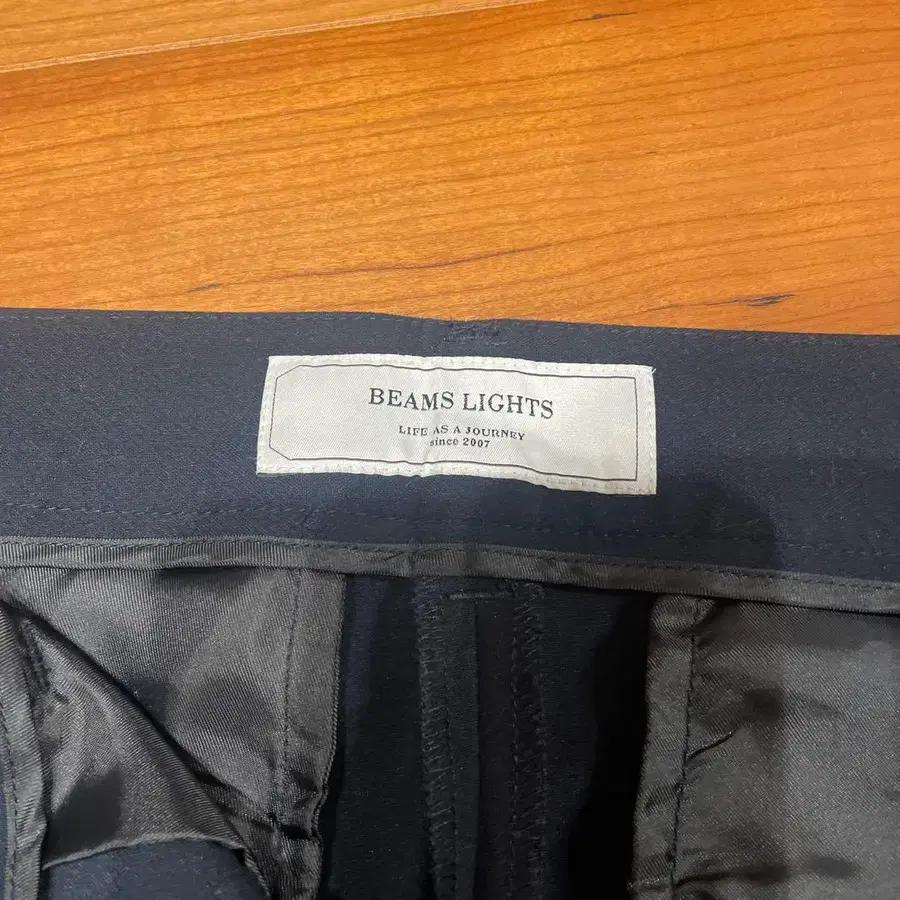 BEAMS LIGHTS
LIFE AS A JOURNEY
since 2007